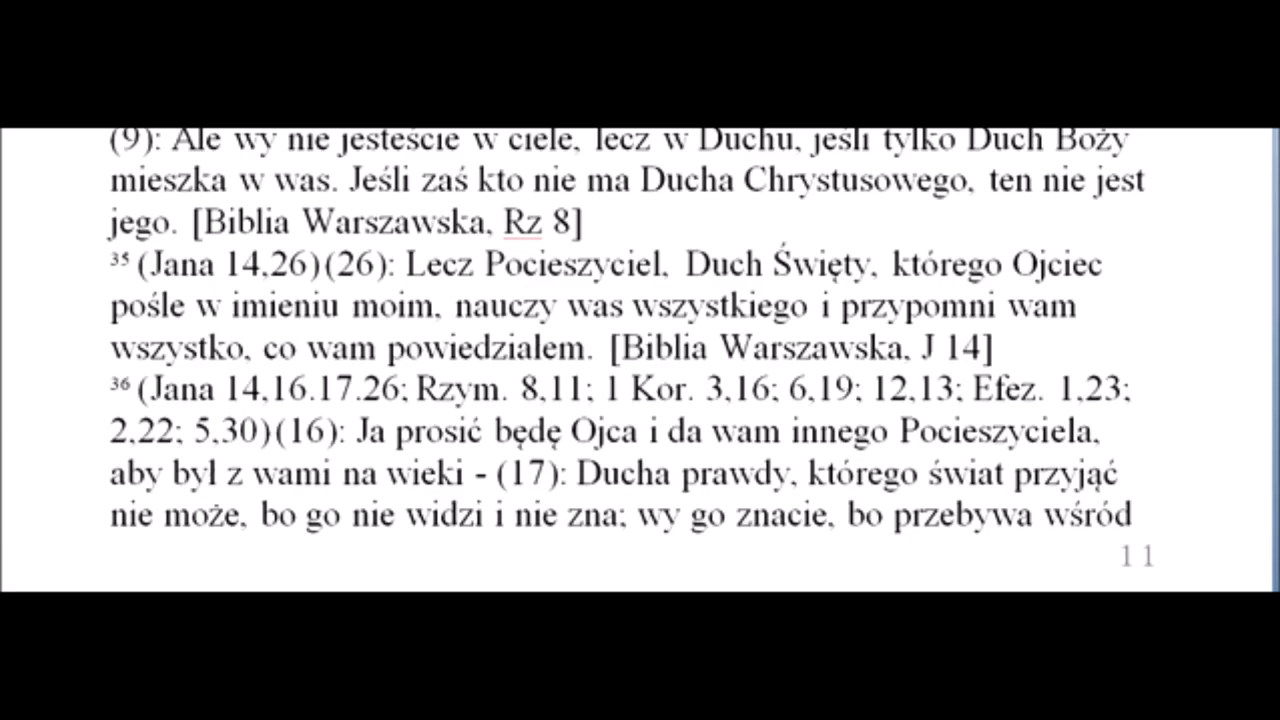 (9): Ale wy nie jesteście w ciele, lecz w Duchu, jeśli tylko Duch Boży
mieszka w was. Jeśli zaś kto nie ma Ducha Chrystusowego, ten nie jest
jego. [Biblia Warszawska, Rz 8]
³⁵ (Jana 14,26)(26): Lecz Pocieszyciel, Duch Święty, którego Ojciec
pośle w imieniu moim, nauczy was wszystkiego i przypomni wam
wszystko, co wam powiedziałem. [Biblia Warszawska, J 14]
³⁶ (Jana 14,16.17.26; Rzym. 8,11; 1 Kor. 3,16; 6,19; 12,13; Efez. 1,23;
2,22; 5,30)(16): Ja prosić będę Ojca i da wam innego Pocieszyciela,
aby był z wami na wieki - (17): Ducha prawdy, którego świat przyjąć
nie może, bo go nie widzi i nie zna; wy go znacie, bo przebywa wśród
11